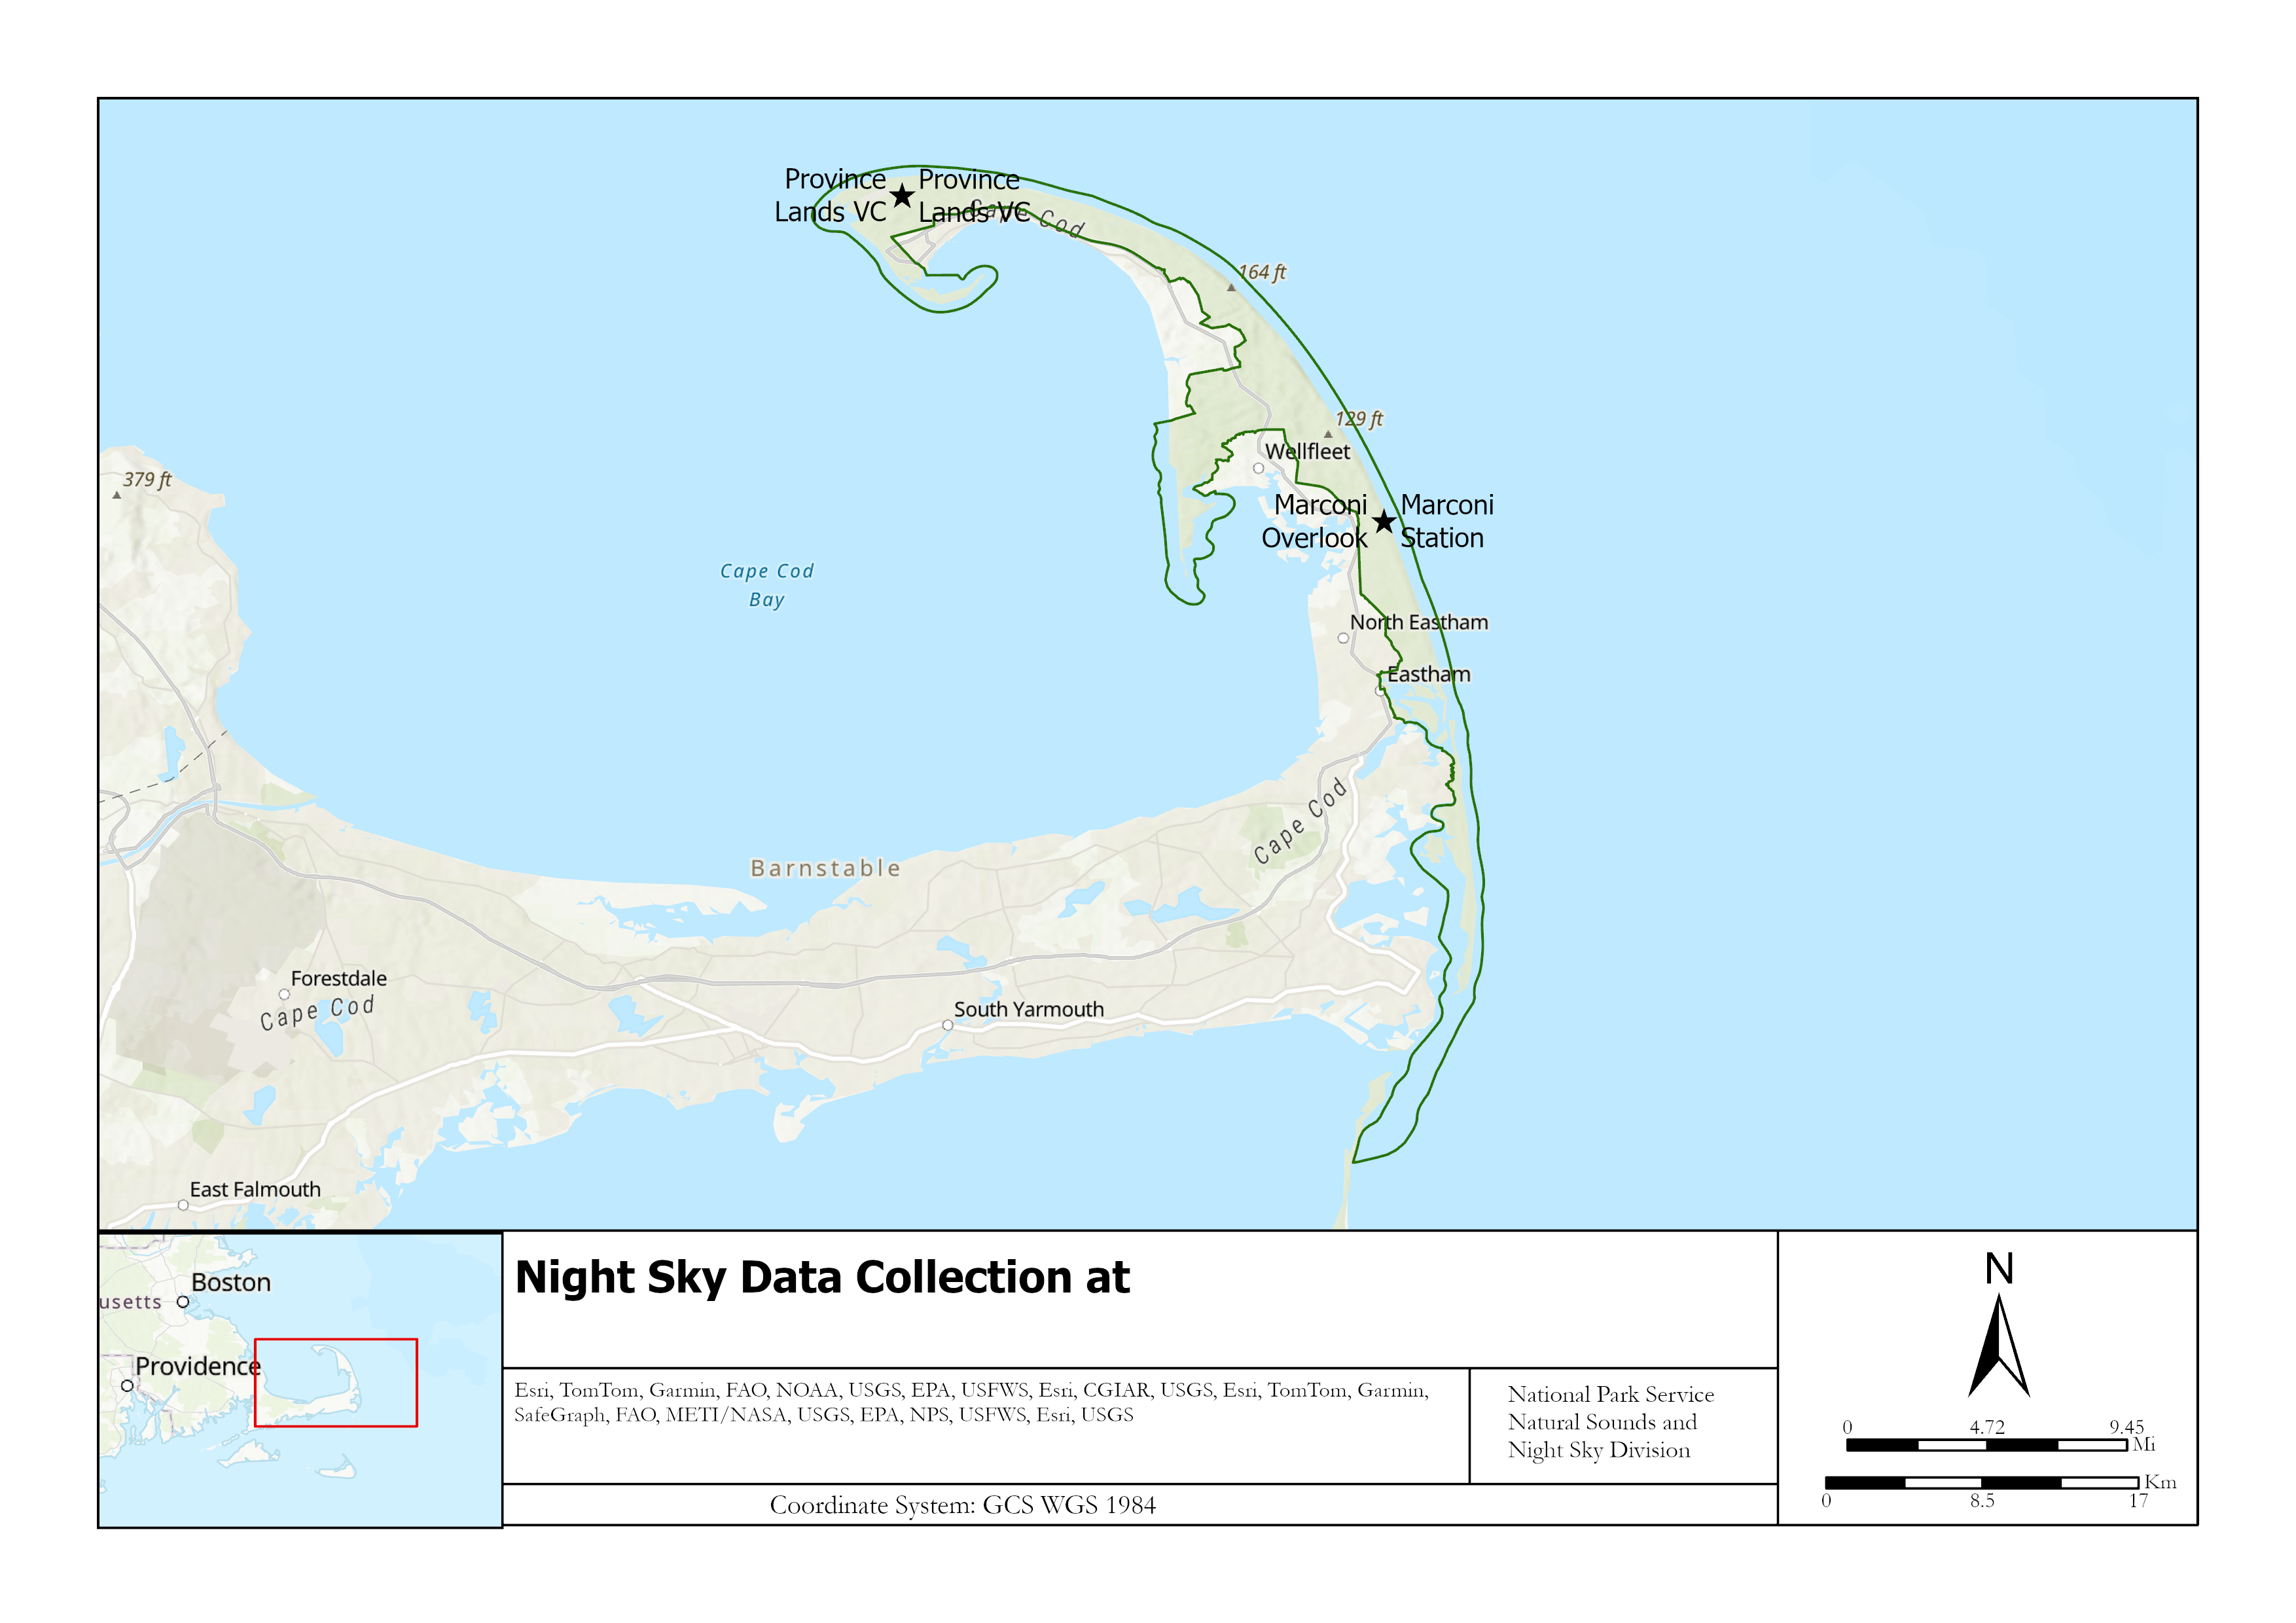 Province
Lands VC
Province
Lands VC
Cape Cod
164 ft
129 ft
Wellfleet
379 ft
Marconi
Overlook
Marconi
Station
Cape Cod
Bay
North Eastham
Eastham
Cape Cod
Barnstable
Forestdale
Cape Cod
South Yarmouth
East Falmouth
Boston
usetts
Providence
Night Sky Data Collection at
Esri, TomTom, Garmin, FAO, NOAA, USGS, EPA, USFWS, Esri, CGIAR, USGS, Esri, TomTom, Garmin,
SafeGraph, FAO, METI/NASA, USGS, EPA, NPS, USFWS, Esri, USGS
National Park Service
Natural Sounds and
Night Sky Division
Coordinate System: GCS WGS 1984
N
0 4.72 9.45
Mi
Km
0 8.5 17